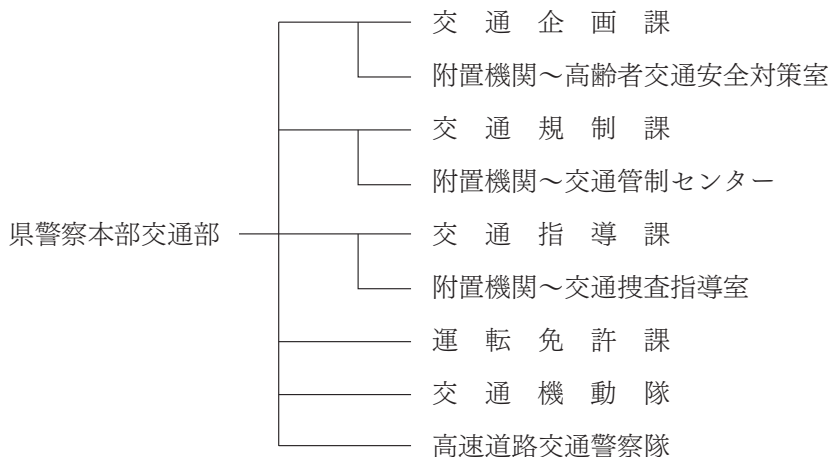 交通企画課
附置機関～高齢者交通安全対策室
交通規制課
附置機関～交通管制センター
県警察本部交通部
交通指導課
附置機関～交通捜査指導室
運転免許課
交通機動隊
高速道路交通警察隊